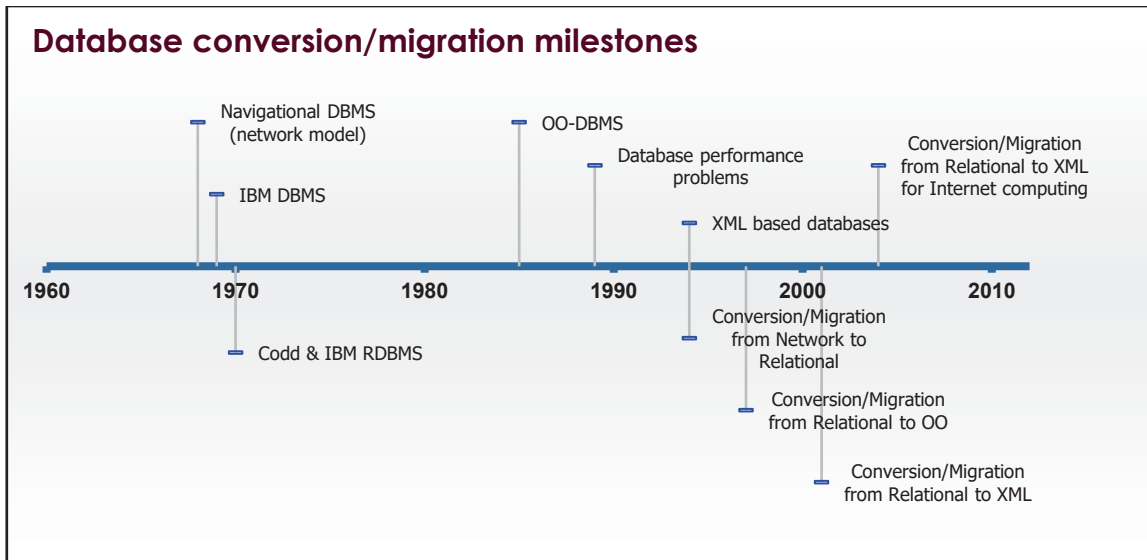 Database conversion/migration milestones
Navigational DBMS
(network model)
OO-DBMS
Conversion/Migration
from Relational to XML
for Internet computing
Database performance
problems
IBM DBMS
XML based databases
1960
1970
1980
1990
2000
2010
Conversion/Migration
from Network to
Relational
Codd & IBM RDBMS
Conversion/Migration
from Relational to OO
Conversion/Migration
from Relational to XML